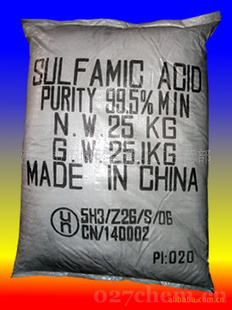 SULFAMIC ACID
PURITY 99.5% MIN
N.W. 25 KG
G.W. 25.1KG
MADE IN CHINA
5H3/Z26/S/06
CN/140002
PI:020
027chem.cn